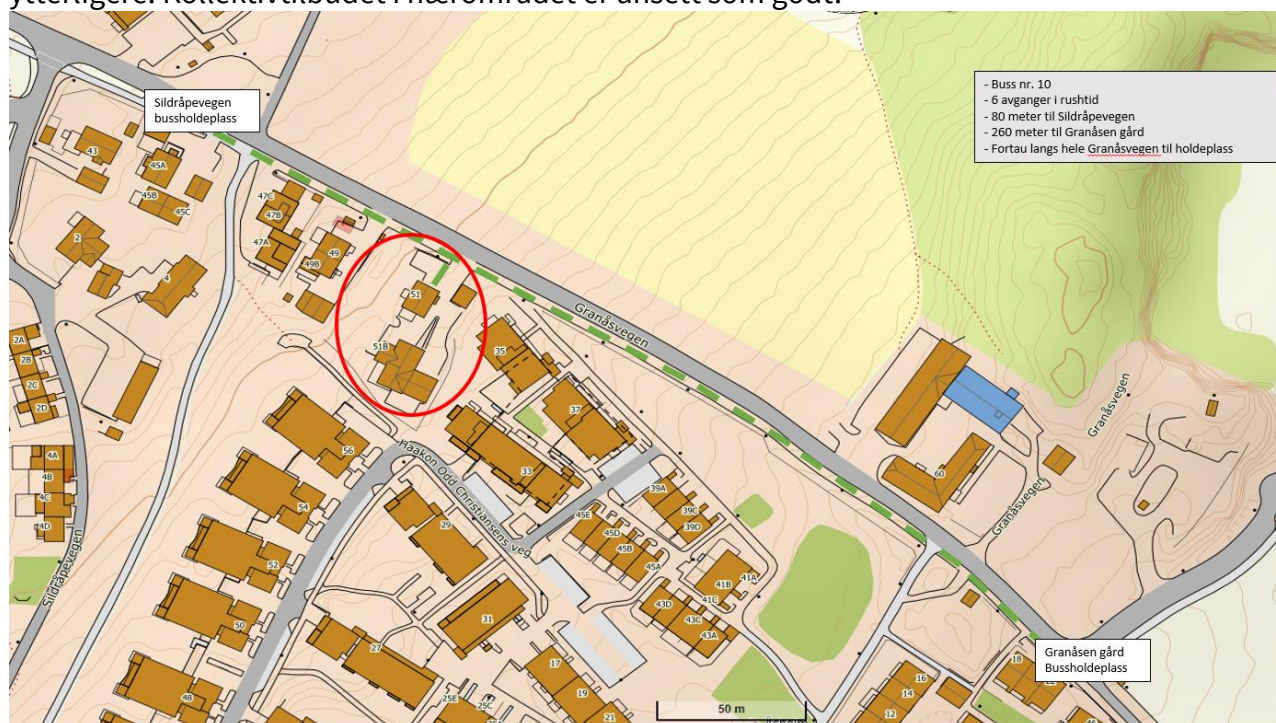 ytterligere. Kollektivtilbudet i nærområdet er ansett som godt.
Sildråpevegen
bussholdeplass
- Buss nr. 10
- 6 avganger i rushtid
- 80 meter til Sildråpevegen
- 260 meter til Granåsen gård
- Fortau langs hele Granåsvegen til holdeplass
43
45A
45B
45C
47C
47B
47A
49
49B
2
4
51
51B
Granåsvegen
35
37
33
2A
2B
2C
2D
4A
4B
4C
4D
Sildråpevegen
56
54
52
50
48
Haakon Odd Christiansens veg
29
31
27
39A
39C
39D
45E
45D
45B
45A
41A
41B
41C
43D
43C
43A
60
Granåsvegen
Granåsvegen
17
19
21
25E
25C
16
14
12
18
Granåsen gård
Bussholdeplass
50 m